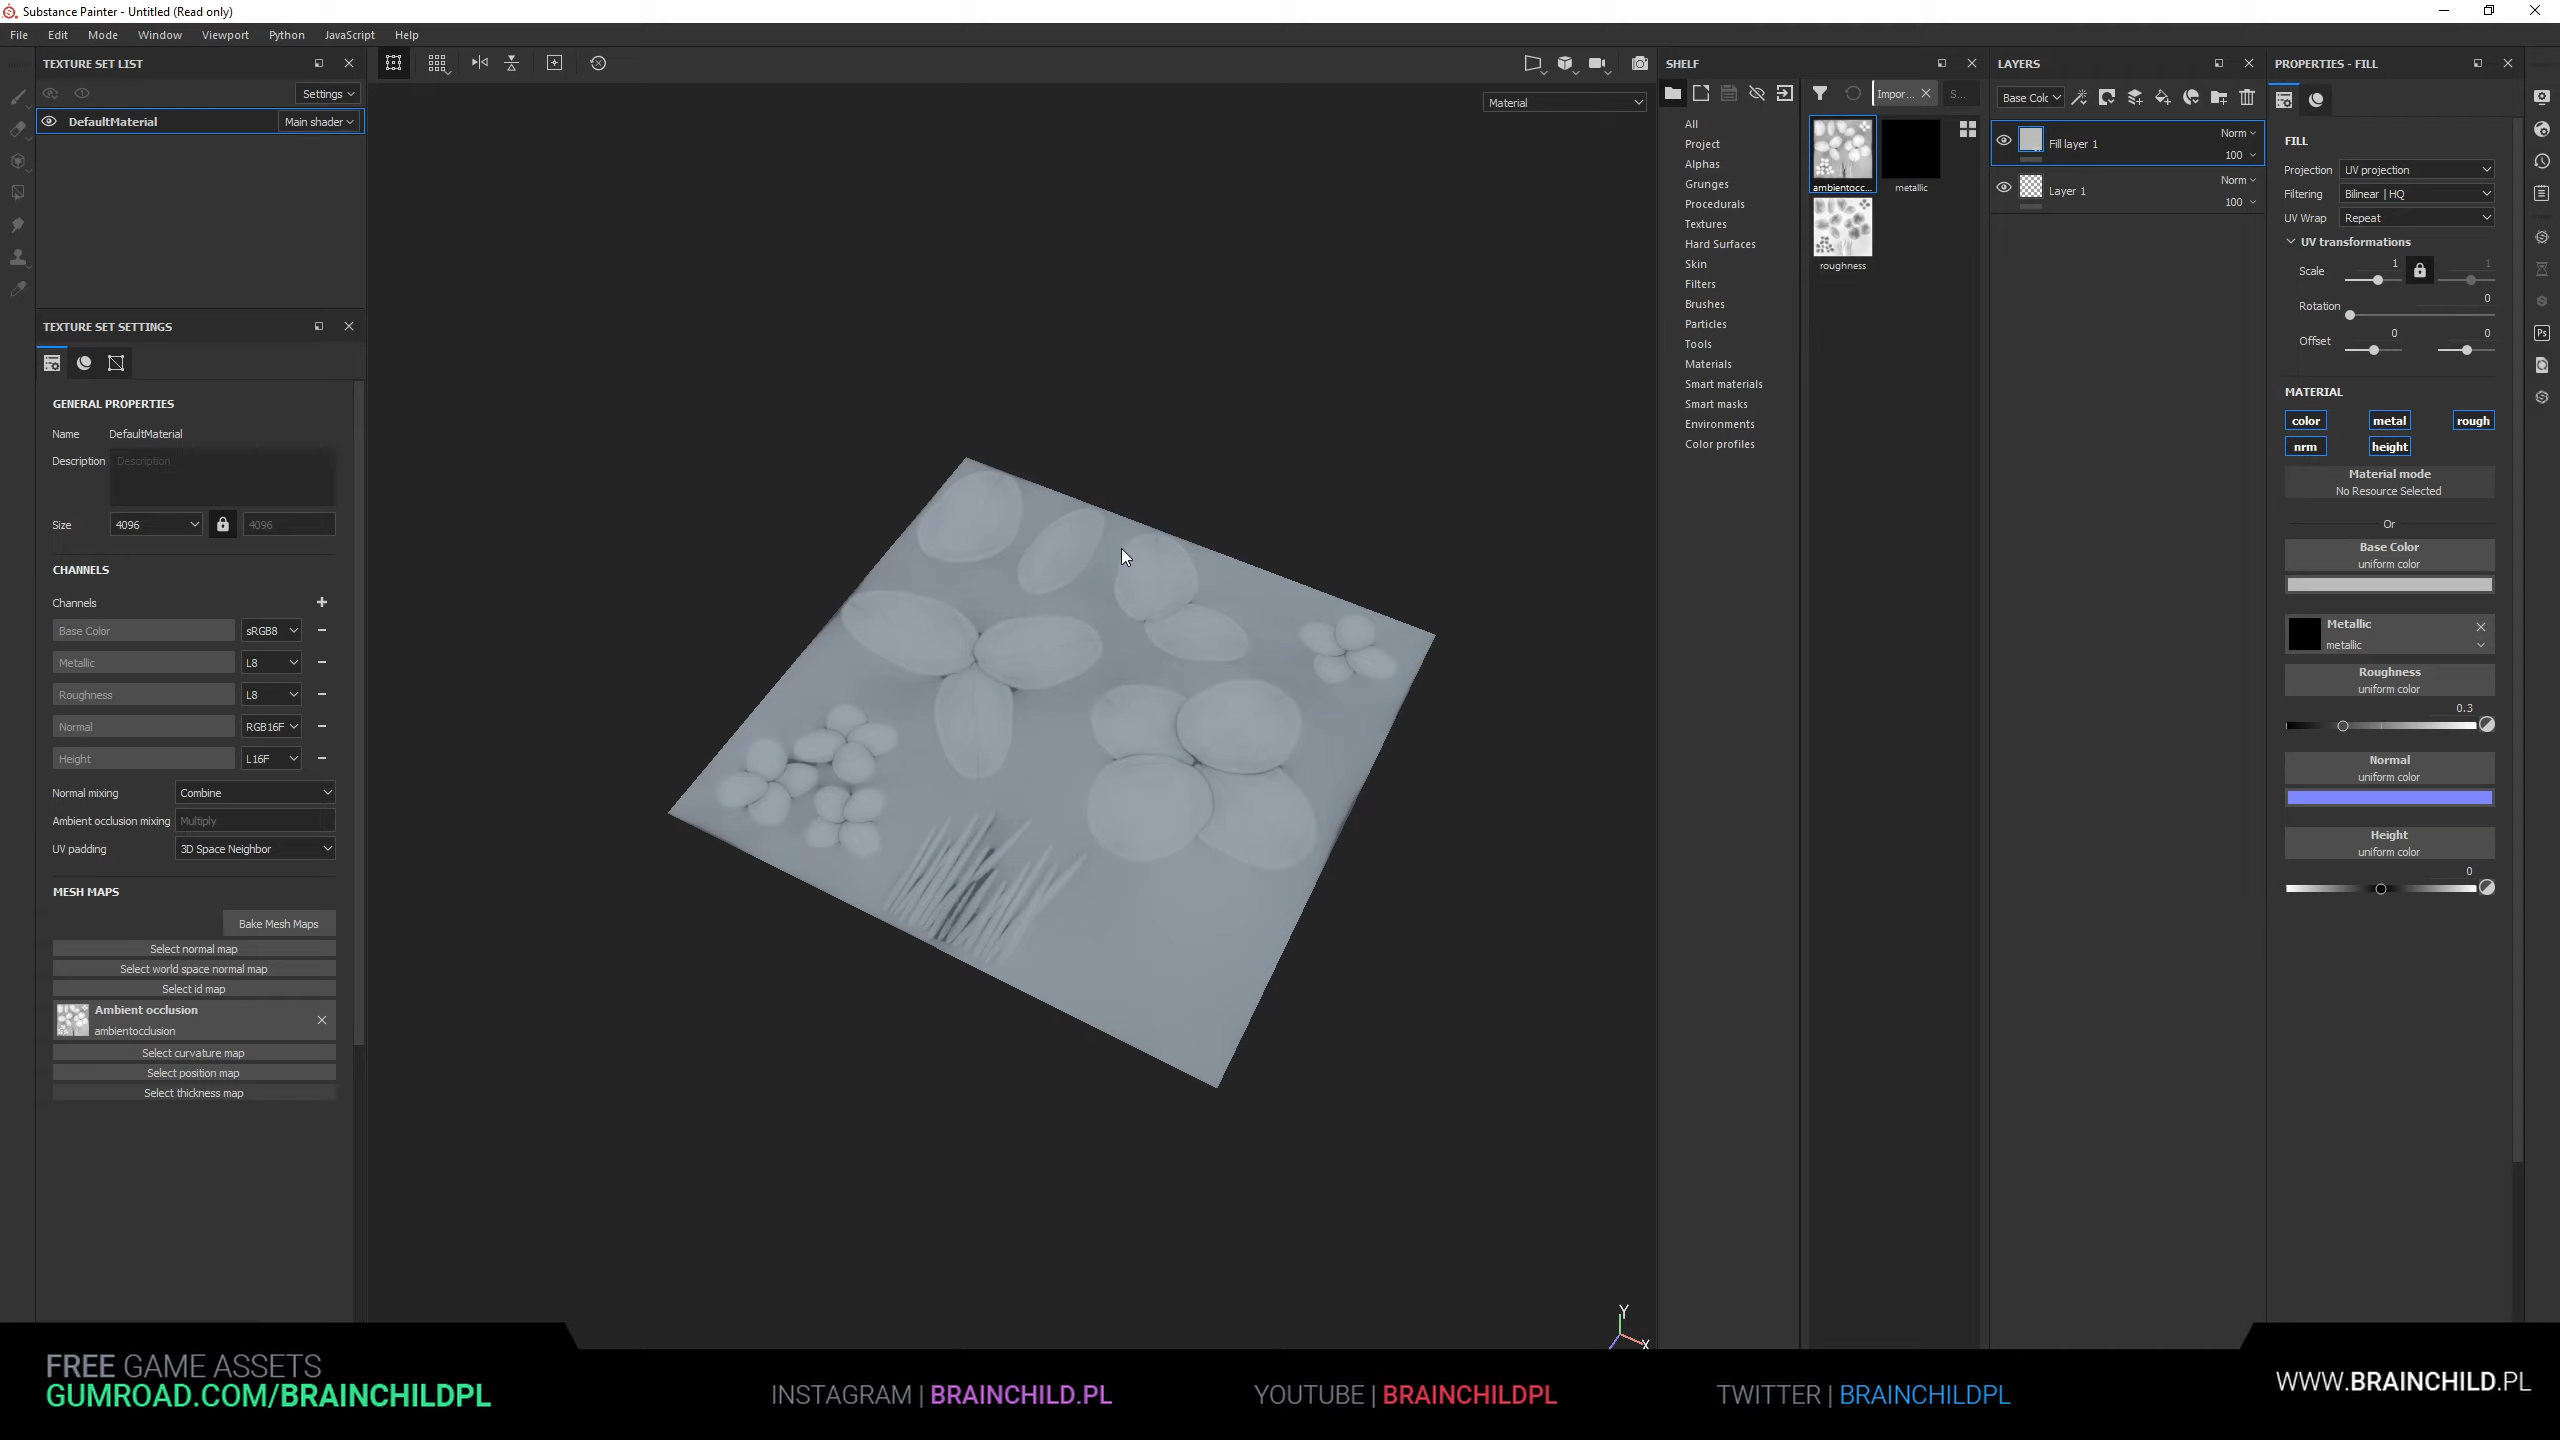 Substance Painter - Untitled (Read only)
File Edit Mode Window Viewport Python JavaScript Help
TEXTURE SET LIST
Settings
DefaultMaterial Main shader
TEXTURE SET SETTINGS
GENERAL PROPERTIES
Name DefaultMaterial
Description Description
Size 4096 4096
CHANNELS
Channels
Base Color sRGB8
Metallic L8
Roughness L8
Normal RGB16F
Height L16F
Normal mixing Combine
Ambient occlusion mixing Multiply
UV padding 3D Space Neighbor
MESH MAPS
Bake Mesh Maps
Select normal map
Select world space normal map
Select id map
Ambient occlusion
ambientocclusion
Select curvature map
Select position map
Select thickness map
Material
Y
X
SHELF
Impor...
S...
All
Project
Alphas
Grunges
Procedurals
Textures
Hard Surfaces
Skin
Filters
Brushes
Particles
Tools
Materials
Smart materials
Smart masks
Environments
Color profiles
ambientocc... metallic
roughness
LAYERS
Base Colc
Fill layer 1 Norm
100
Layer 1 Norm
100
PROPERTIES - FILL
FILL
Projection UV projection
Filtering Bilinear | HQ
UV Wrap Repeat
UV transformations
Scale 1 1
Rotation 0
Offset 0 0
MATERIAL
color metal rough
nrm height
Material mode
No Resource Selected
Or
Base Color
uniform color
Metallic
metallic
Roughness
uniform color
0.3
Normal
uniform color
Height
uniform color
0
Ps
FREE GAME ASSETS
GUMROAD.COM/BRAINCHILDPL
INSTAGRAM | BRAINCHILD.PL
YOUTUBE | BRAINCHILDPL
TWITTER | BRAINCHILDPL
WWW.BRAINCHILD.PL